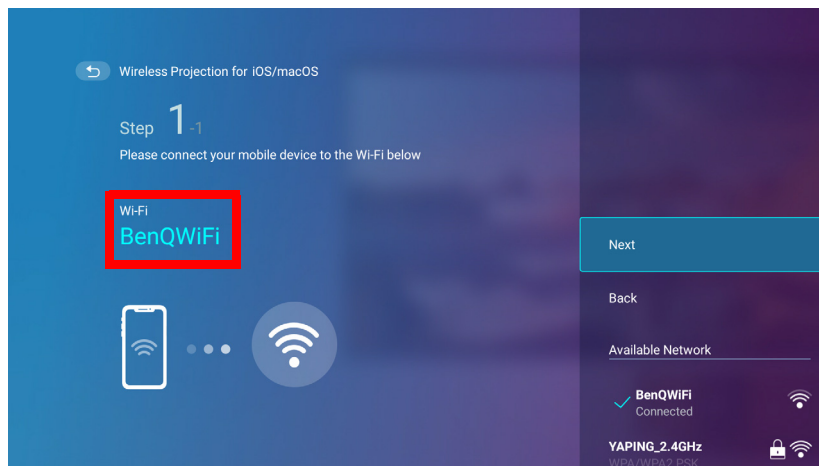 Wireless Projection for iOS/macOS
Step 1-1
Please connect your mobile device to the Wi-Fi below
Wi-Fi
BenQWiFi
Next
Back
Available Network
BenQWiFi
Connected
YAPING_2.4GHz
WPA/WPA2 PSK